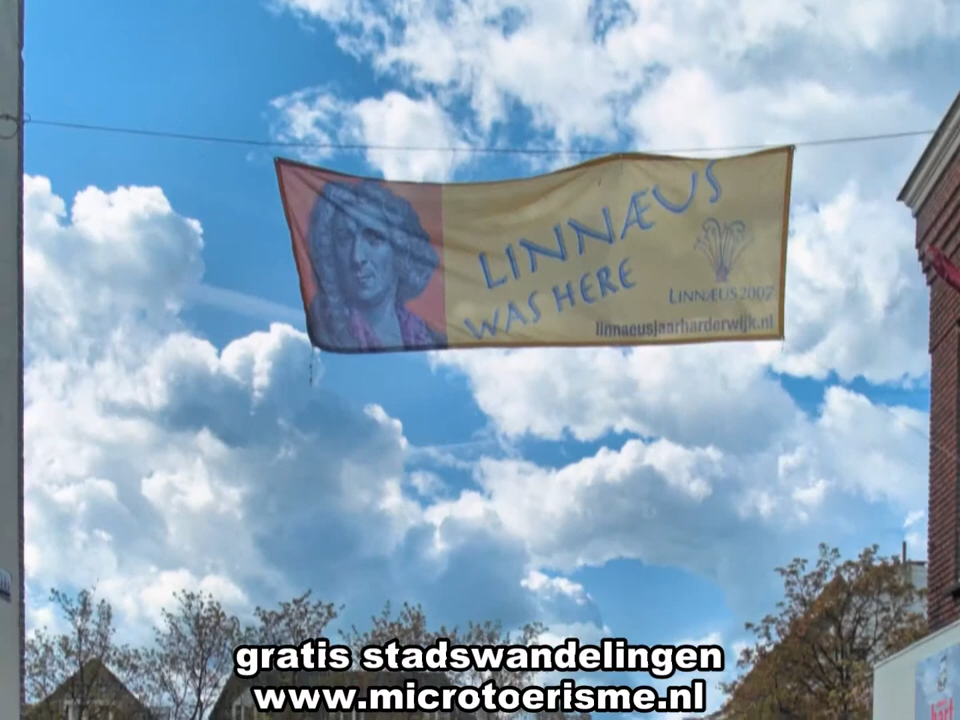 LINNÆUS
WAS HERE
LINNÆUS 2007
linnaeusjaarharderwijk.nl
gratis stadswandelingen
www.microtoerisme.nl